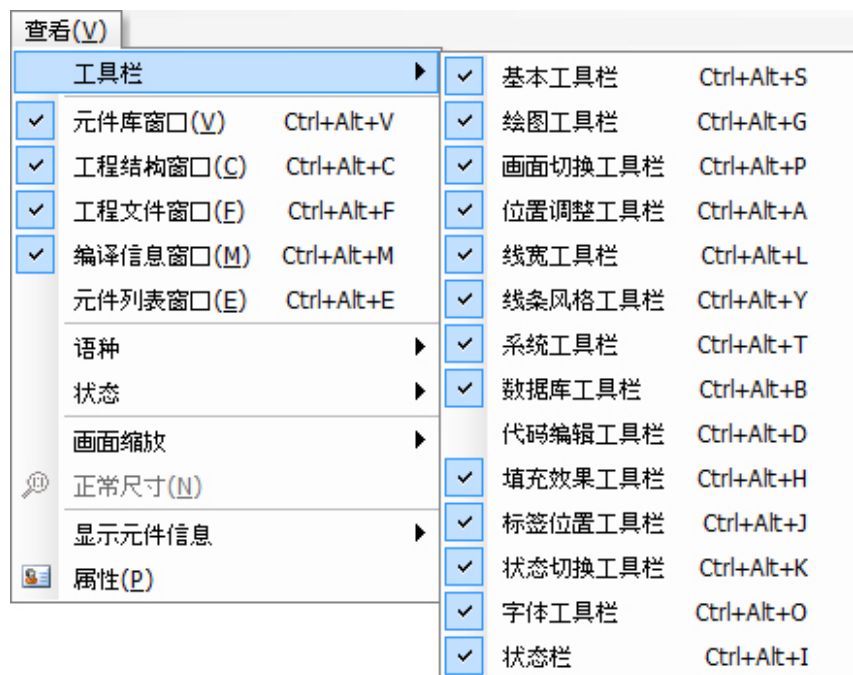 查看(V)
工具栏
元件库窗口(V) Ctrl+Alt+V
工程结构窗口(C) Ctrl+Alt+C
工程文件窗口(F) Ctrl+Alt+F
编译信息窗口(M) Ctrl+Alt+M
元件列表窗口(E) Ctrl+Alt+E
语种
状态
画面缩放
正常尺寸(N)
显示元件信息
属性(P)
基本工具栏 Ctrl+Alt+S
绘图工具栏 Ctrl+Alt+G
画面切换工具栏 Ctrl+Alt+P
位置调整工具栏 Ctrl+Alt+A
线宽工具栏 Ctrl+Alt+L
线条风格工具栏 Ctrl+Alt+Y
系统工具栏 Ctrl+Alt+T
数据库工具栏 Ctrl+Alt+B
代码编辑工具栏 Ctrl+Alt+D
填充效果工具栏 Ctrl+Alt+H
标签位置工具栏 Ctrl+Alt+J
状态切换工具栏 Ctrl+Alt+K
字体工具栏 Ctrl+Alt+O
状态栏 Ctrl+Alt+I